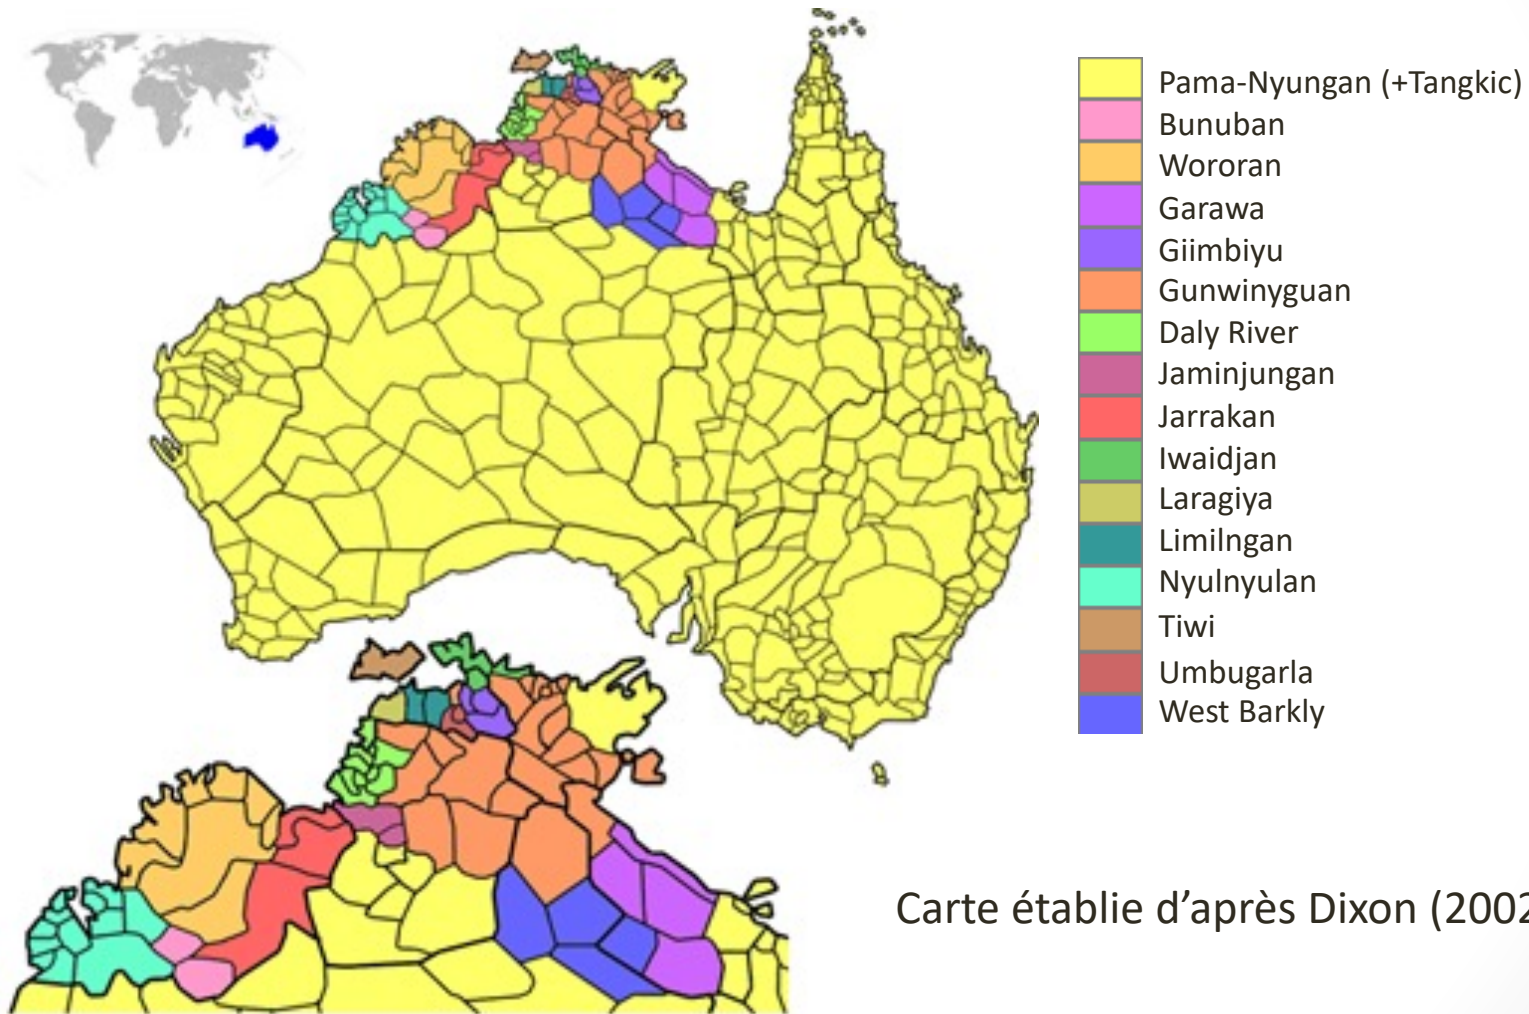 Pama-Nyungan (+Tangkic)
Bunuban
Wororan
Garawa
Giimbiyu
Gunwinyguan
Daly River
Jaminjungan
Jarrakan
Iwaidjan
Laragiya
Limilngan
Nyulnyulan
Tiwi
Umbugarla
West Barkly
Carte établie d’après Dixon (2002